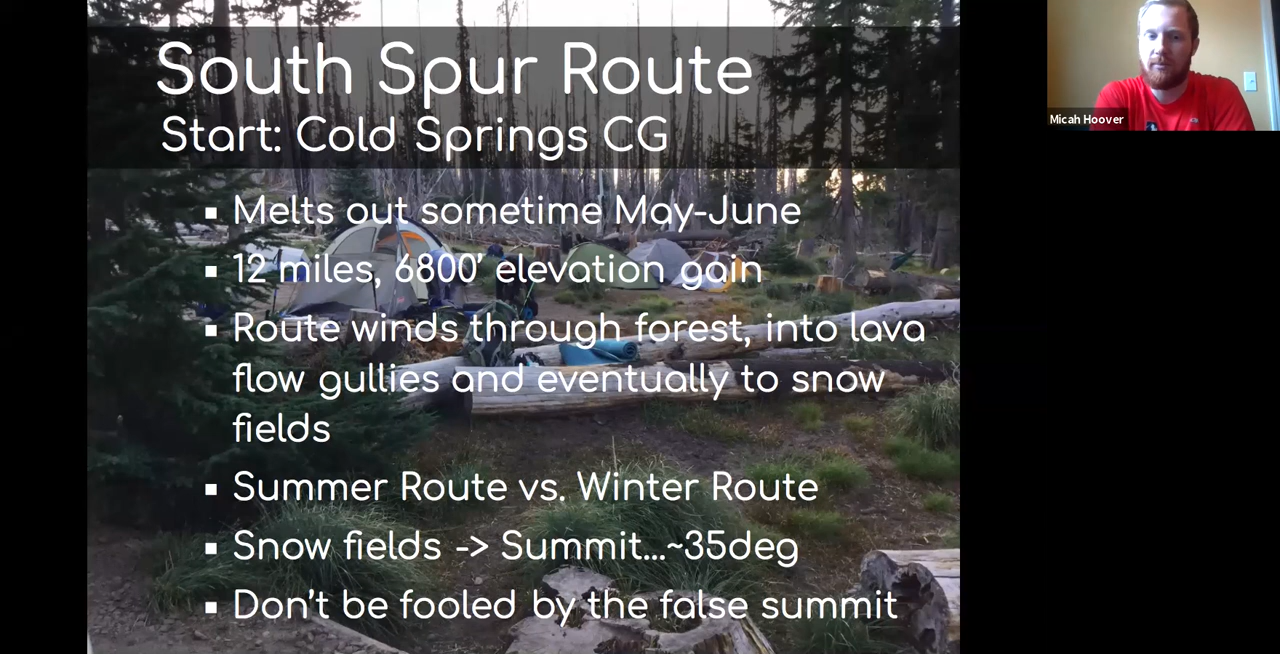 South Spur Route
Start: Cold Springs CG
▪ Melts out sometime May-June
▪ 12 miles, 6800’ elevation gain
▪ Route winds through forest, into lava
flow gullies and eventually to snow
fields
▪ Summer Route vs. Winter Route
▪ Snow fields -> Summit...~35deg
▪ Don’t be fooled by the false summit
Micah Hoover